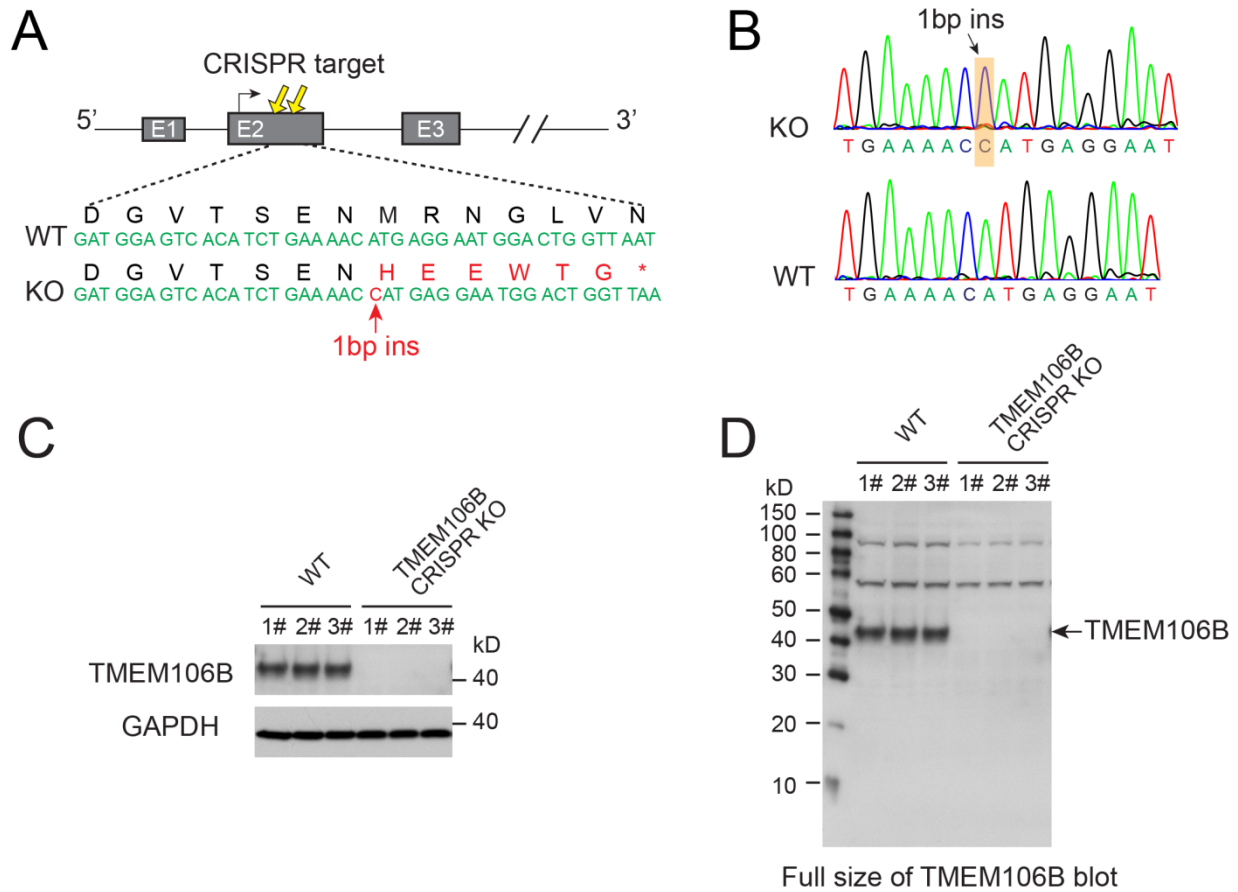 A
CRISPR target
5’
E1
E2
E3
3’
D G V T S E N M R N G L V N
WT
GAT GGA GTC ACA TCT GAA AAC ATG AGG AAT GGA CTG GTT AAT
D G V T S E N H E E W T G *
KO
GAT GGA GTC ACA TCT GAA AAC CAT GAG GAA TGG ACT GGT TAA
1bp ins
B
1bp ins
KO
T G A A A A C C A T G A G G A A T
WT
T G A A A A C A T G A G G A A T
C
WT
TMEM106B
CRISPR KO
1# 2# 3# 1# 2# 3#
kD
TMEM106B
40
GAPDH
40
D
WT
TMEM106B
CRISPR KO
kD
1# 2# 3# 1# 2# 3#
150
100
80
60
50
40
30
20
10
TMEM106B
Full size of TMEM106B blot